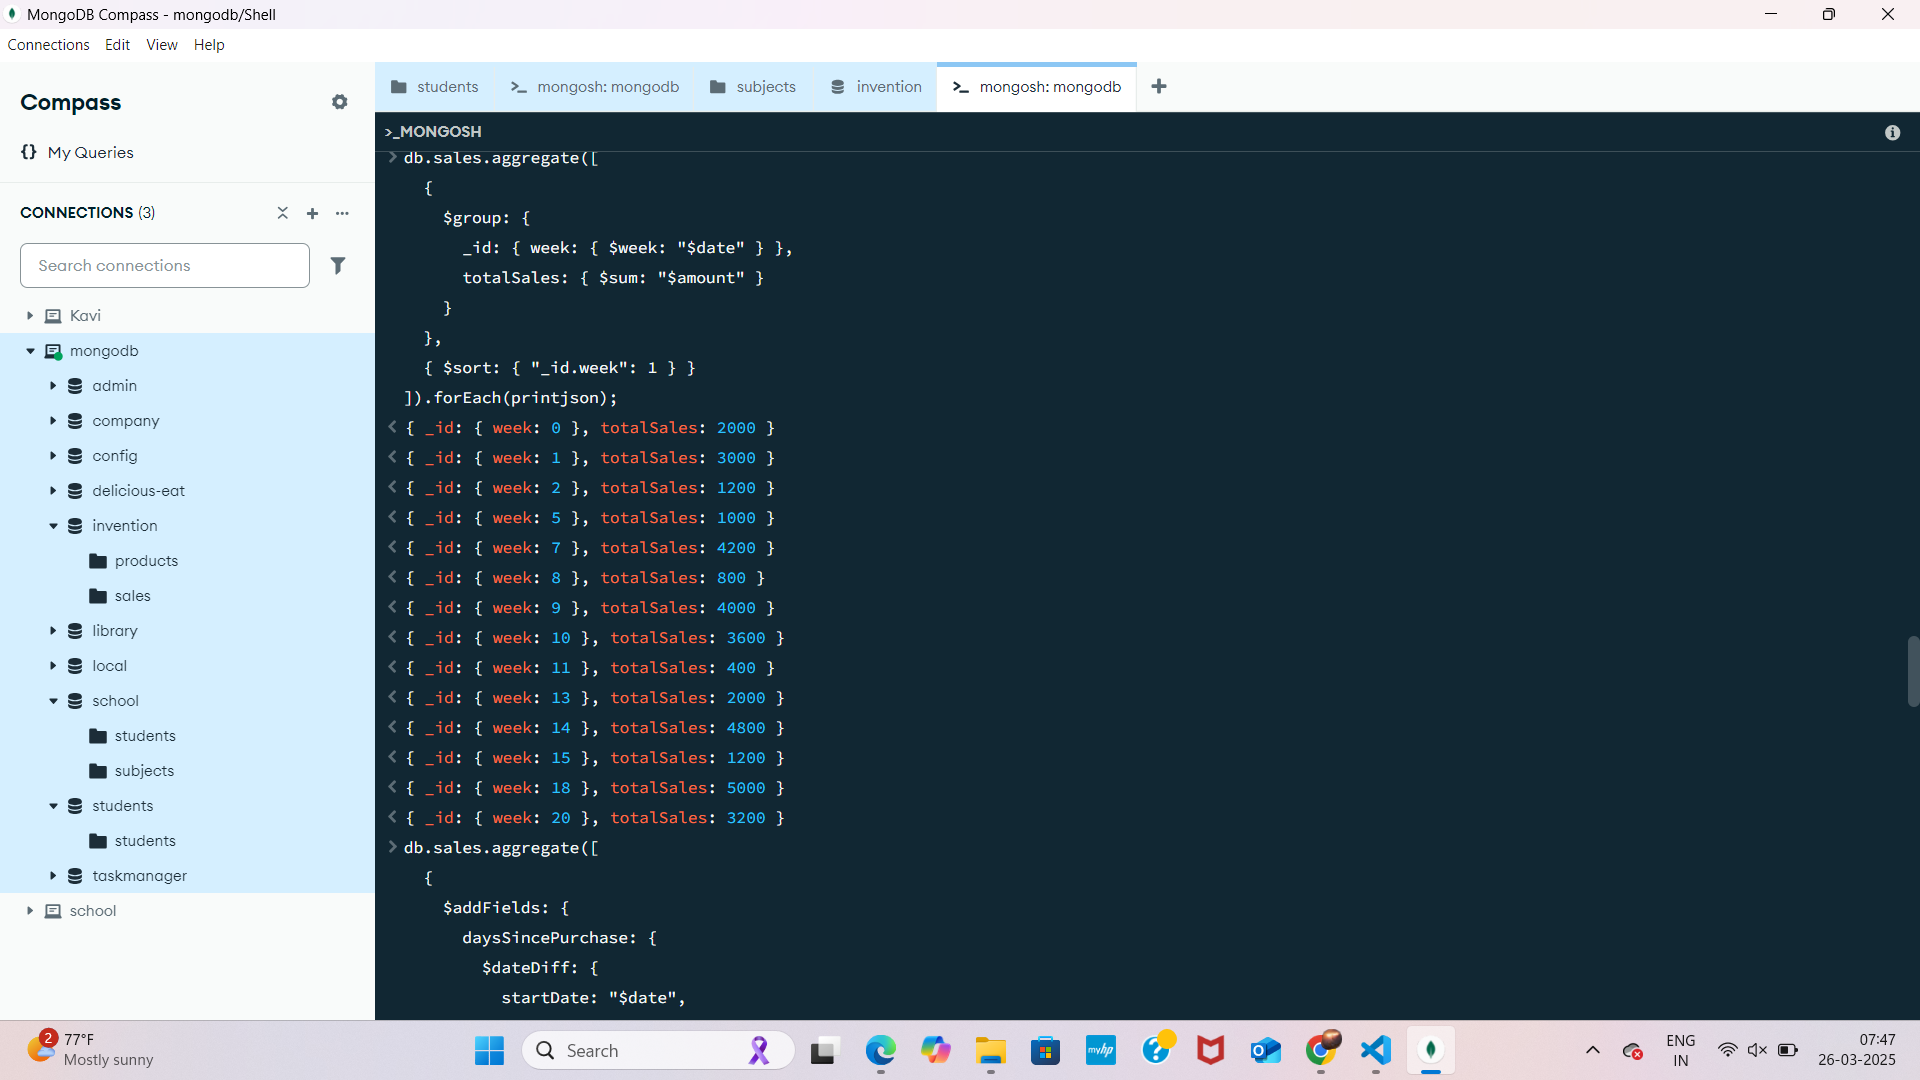 MongoDB Compass - mongodb/Shell
Connections Edit View Help
Compass
My Queries
CONNECTIONS (3)
Search connections
Kavi
mongodb
admin
company
config
delicious-eat
invention
products
sales
library
local
school
students
subjects
students
students
taskmanager
school
students
mongosh: mongodb
subjects
invention
mongosh: mongodb
>_MONGOSH
db.sales.aggregate([
{
$group: {
_id: { week: { $week: "$date" } },
totalSales: { $sum: "$amount" }
}
},
{ $sort: { "_id.week": 1 } }
]).forEach(printjson);
{ _id: { week: 0 }, totalSales: 2000 }
{ _id: { week: 1 }, totalSales: 3000 }
{ _id: { week: 2 }, totalSales: 1200 }
{ _id: { week: 5 }, totalSales: 1000 }
{ _id: { week: 7 }, totalSales: 4200 }
{ _id: { week: 8 }, totalSales: 800 }
{ _id: { week: 9 }, totalSales: 4000 }
{ _id: { week: 10 }, totalSales: 3600 }
{ _id: { week: 11 }, totalSales: 400 }
{ _id: { week: 13 }, totalSales: 2000 }
{ _id: { week: 14 }, totalSales: 4800 }
{ _id: { week: 15 }, totalSales: 1200 }
{ _id: { week: 18 }, totalSales: 5000 }
{ _id: { week: 20 }, totalSales: 3200 }
db.sales.aggregate([
{
$addFields: {
daysSincePurchase: {
$dateDiff: {
startDate: "$date",
2
77°F
Mostly sunny
Search
myhp
ENG
IN
07:47
26-03-2025